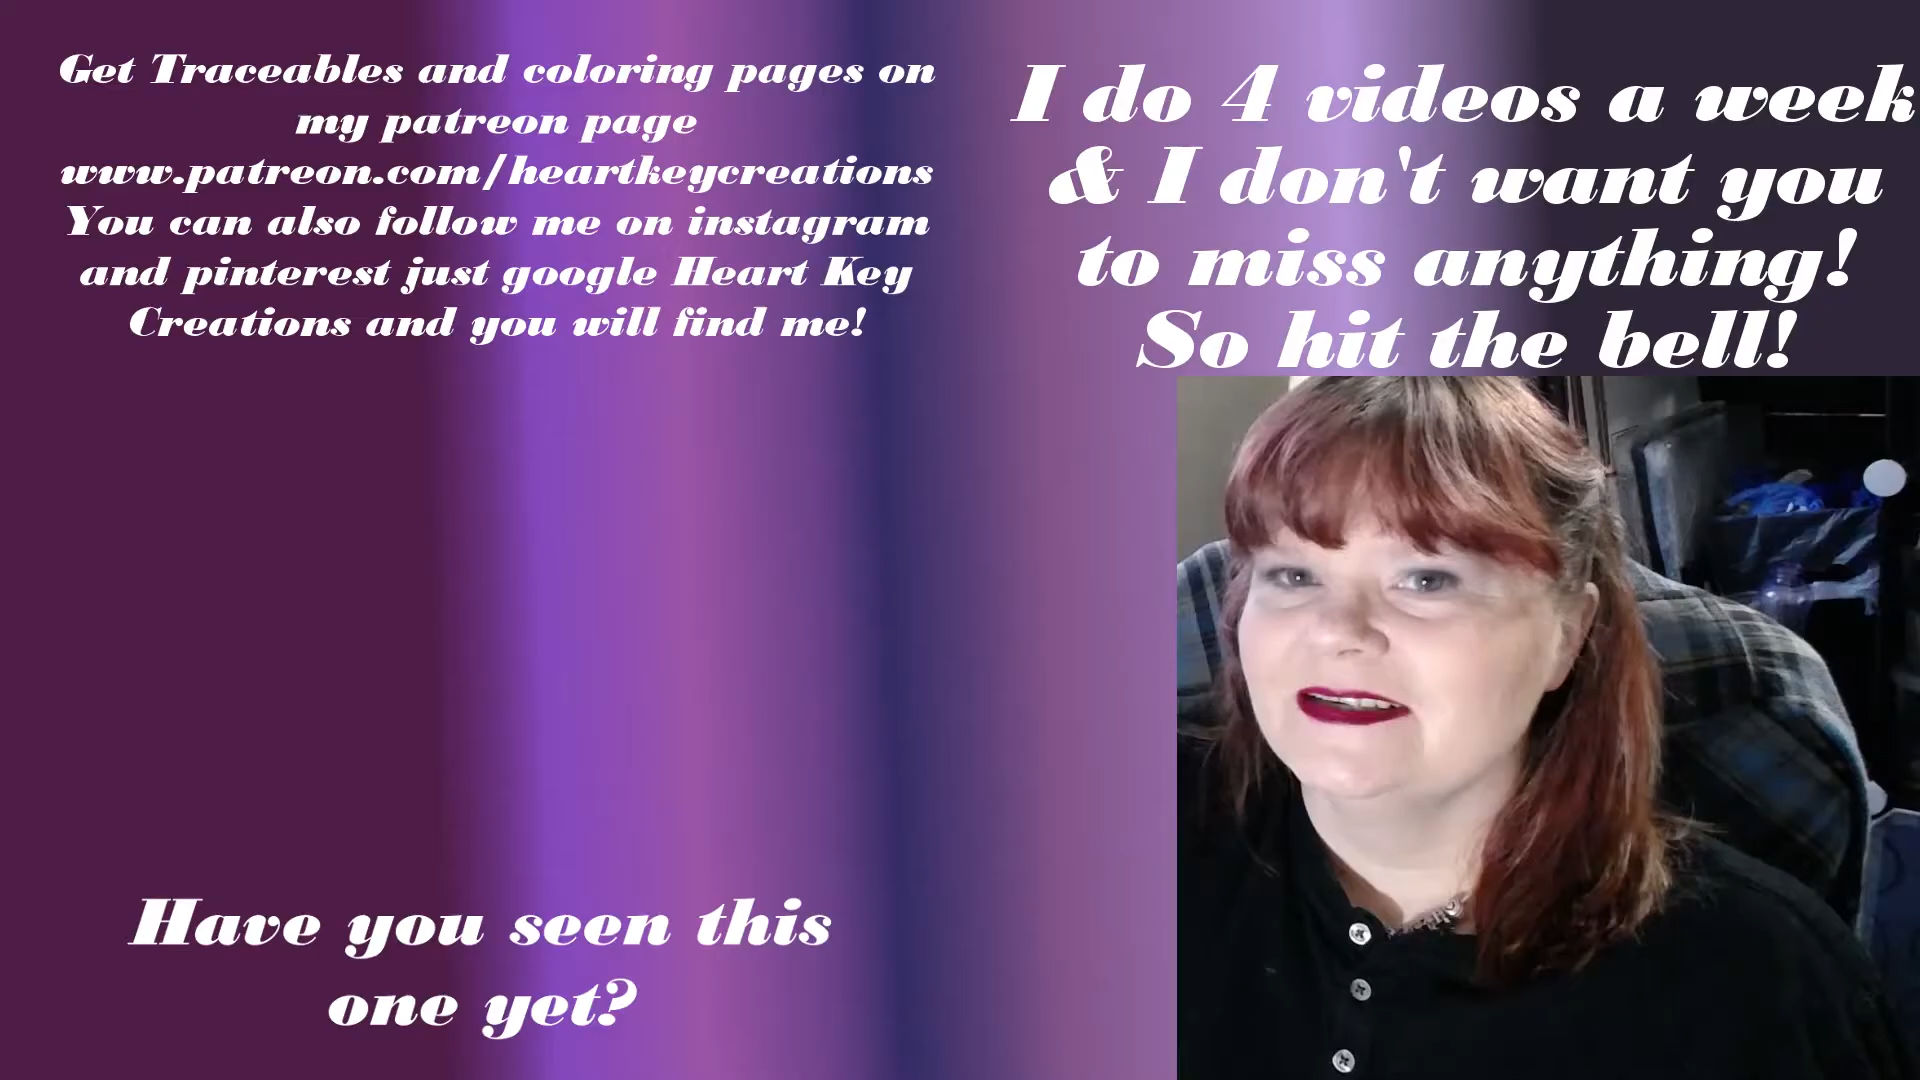 Get Traceables and coloring pages on
my patreon page
www.patreon.com/heartkeycreations
You can also follow me on instagram
and pinterest just google Heart Key
Creations and you will find me!
I do 4 videos a week
& I don't want you
to miss anything!
So hit the bell!
Have you seen this
one yet?